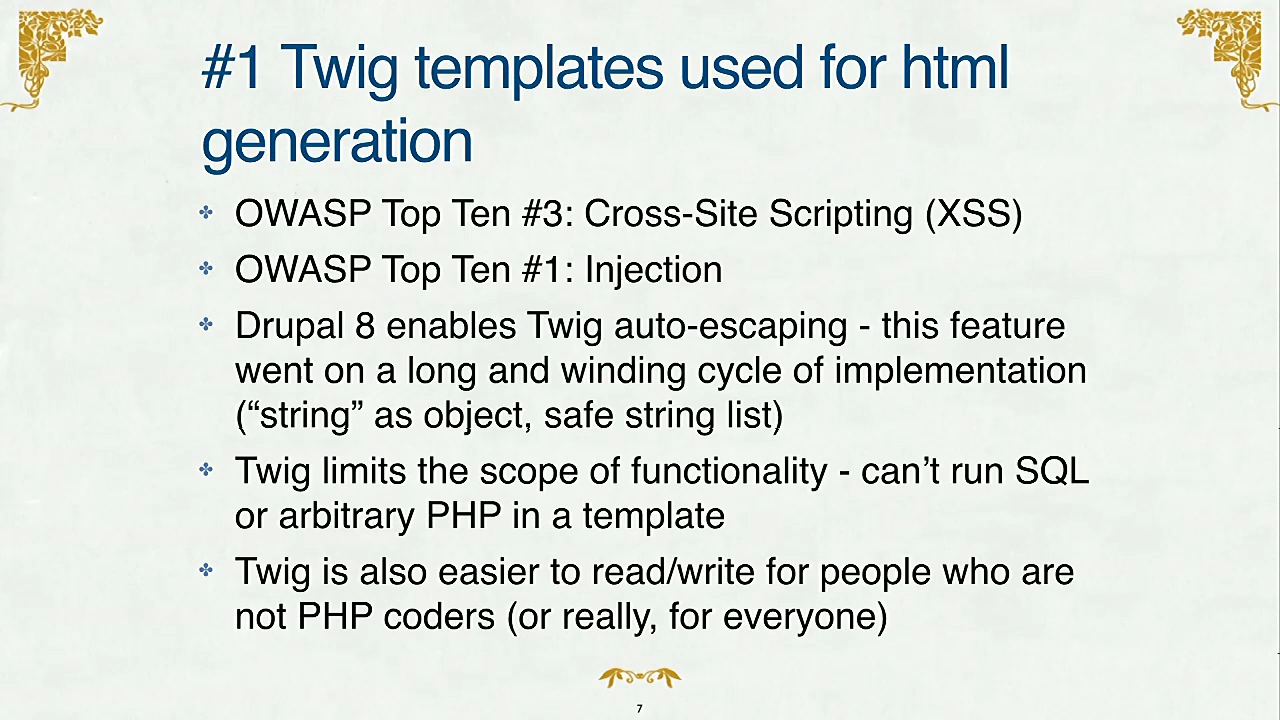 #1 Twig templates used for html
generation
OWASP Top Ten #3: Cross-Site Scripting (XSS)
OWASP Top Ten #1: Injection
Drupal 8 enables Twig auto-escaping - this feature
went on a long and winding cycle of implementation
(“string” as object, safe string list)
Twig limits the scope of functionality - can’t run SQL
or arbitrary PHP in a template
Twig is also easier to read/write for people who are
not PHP coders (or really, for everyone)
7